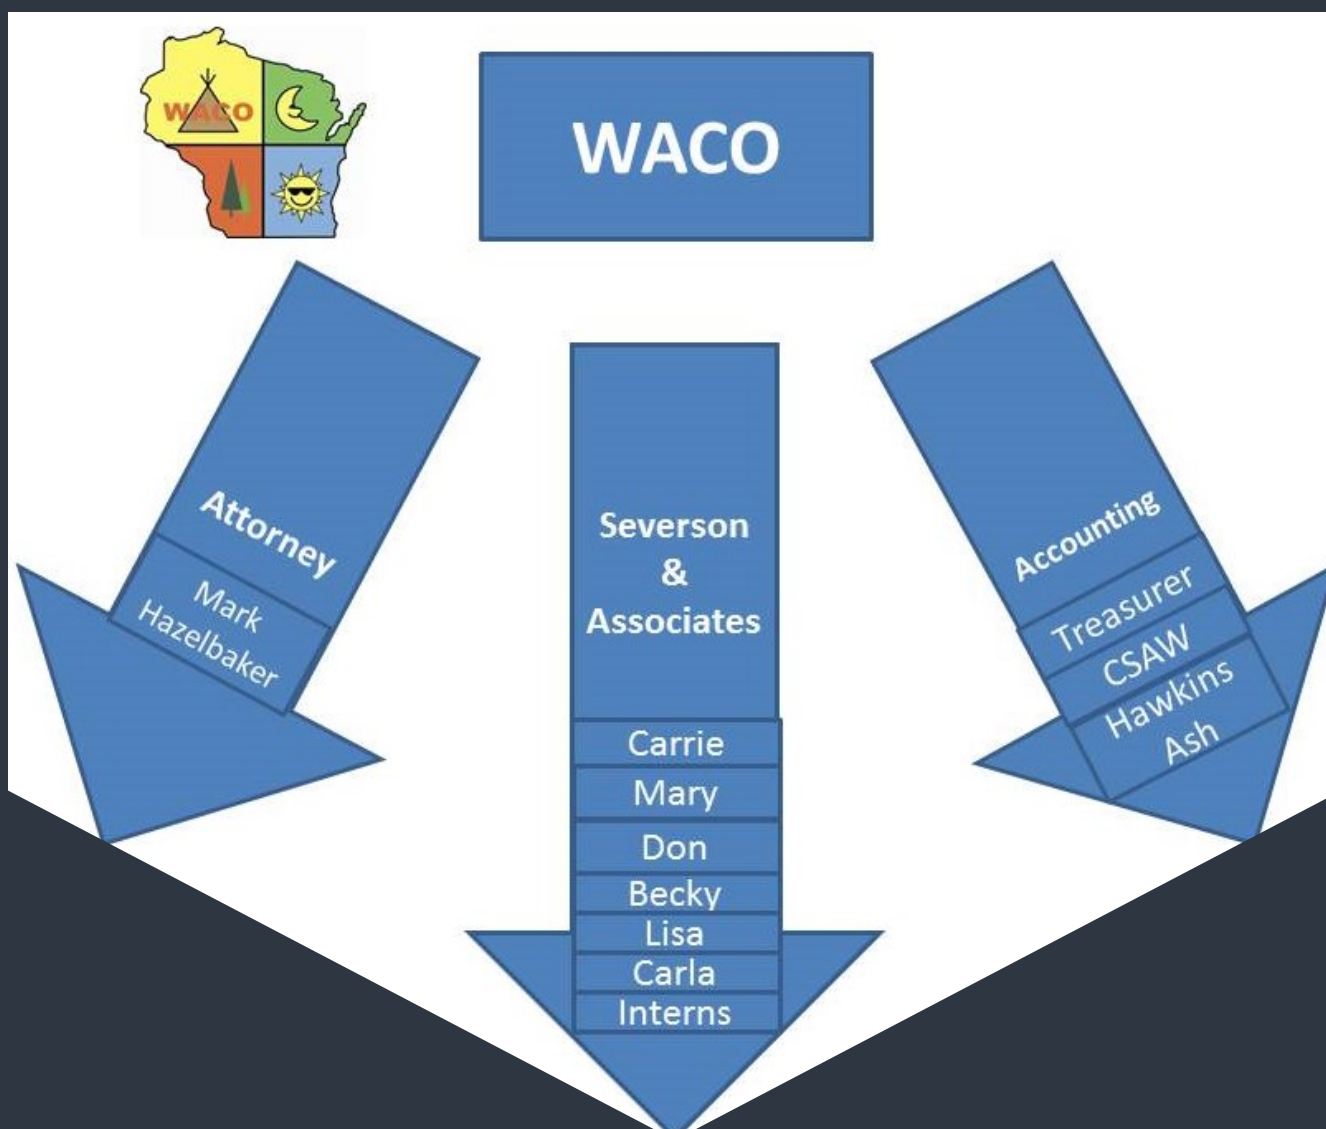 WACO
WACO
Attorney
Mark
Hazelbaker
Severson
&
Associates
Carrie
Mary
Don
Becky
Lisa
Carla
Interns
Accounting
Treasurer
CSAW
Hawkins
Ash